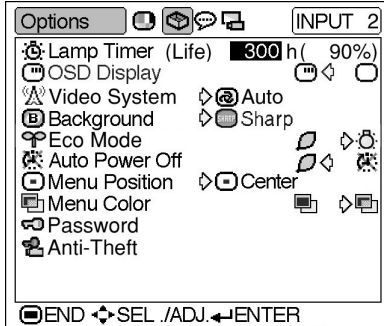 Options INPUT 2
Lamp Timer (Life) 300 h( 90%)
OSD Display
Video System Auto
B Background SHARP Sharp
Eco Mode
Auto Power Off
Menu Position Center
Menu Color
Password
Anti-Theft
END SEL ./ADJ. ENTER